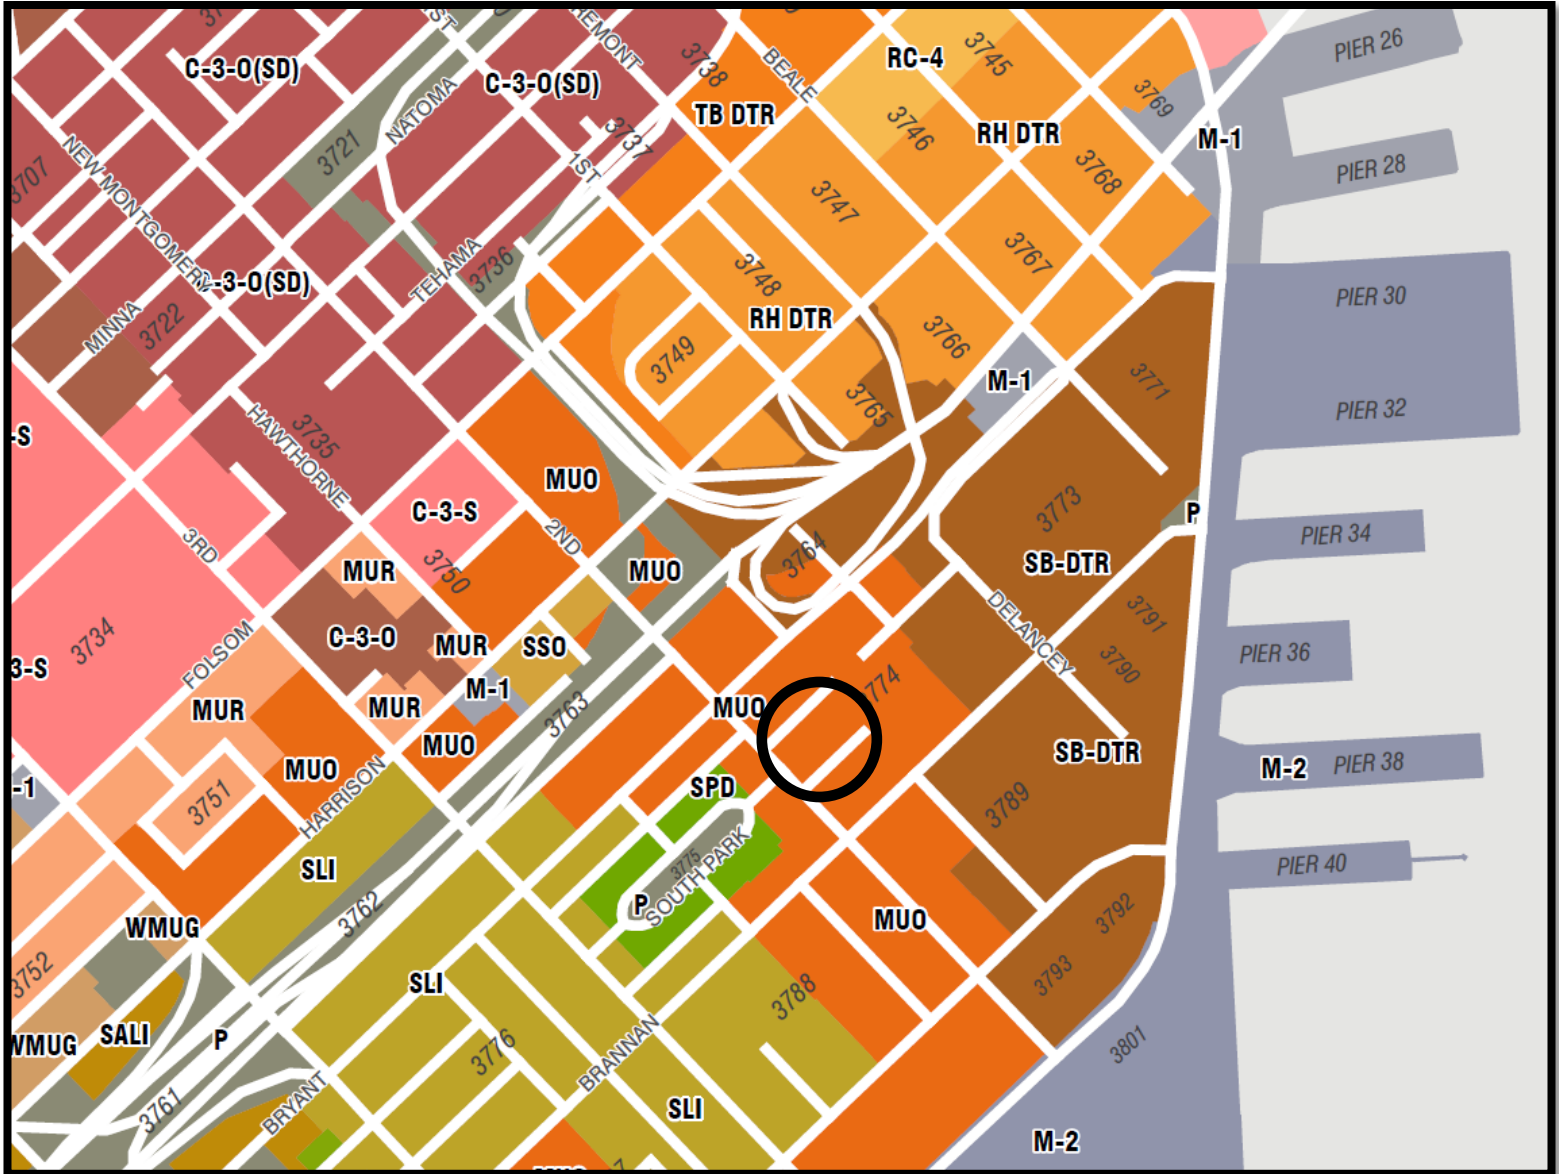 PIER 26
1ST
C-3-O(SD)
C-3-O(SD)
RC-4
3745
3738
BEALE
NATOMA
TB DTR
3769
3746
RH DTR
M-1
PIER 28
3721
3737
1ST
3707
3768
NEW MONTGOMERY
3747
3767
TEHAMA
3736
3748
PIER 30
MINNA
3722
RH DTR
3766
3749
M-1
3771
3765
PIER 32
HAWTHORNE
3735
-S
MUO
C-3-S
3773
P
2ND
PIER 34
3RD
3750
MUR
MUO
3764
SB-DTR
3791
DELANCEY
3734
C-3-O
MUR
SSO
3790
PIER 36
FOLSOM
3-S
M-1
774
MUR
MUR
3763
MUO
MUO
SB-DTR
MUO
M-2
PIER 38
-1
SPD
3751
HARRISON
3789
SLI
3775
SOUTH PARK
P
PIER 40
3762
MUO
3792
WMUG
3752
SLI
3788
3793
WMUG
SALI
P
3776
BRANNAN
3801
3761
BRYANT
SLI
M-2